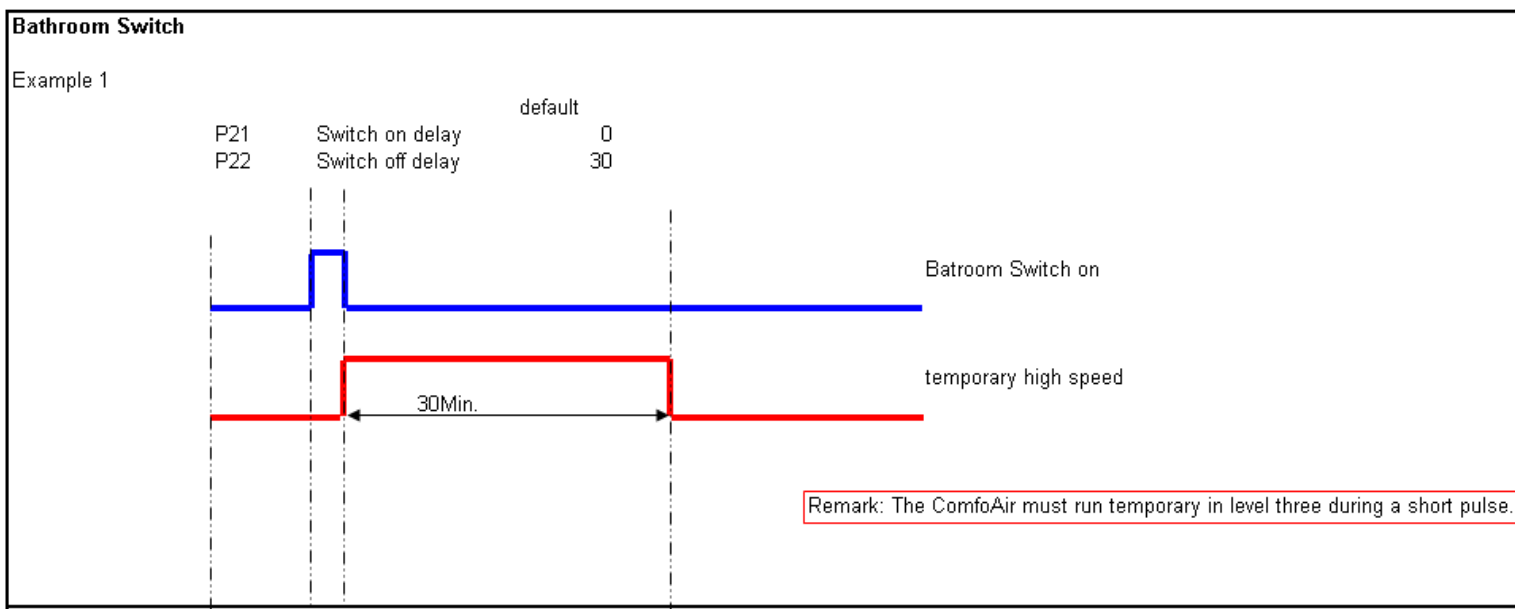 Bathroom Switch
Example 1
default
P21 Switch on delay 0
P22 Switch off delay 30
Batroom Switch on
temporary high speed
30Min.
Remark: The ComfoAir must run temporary in level three during a short pulse.